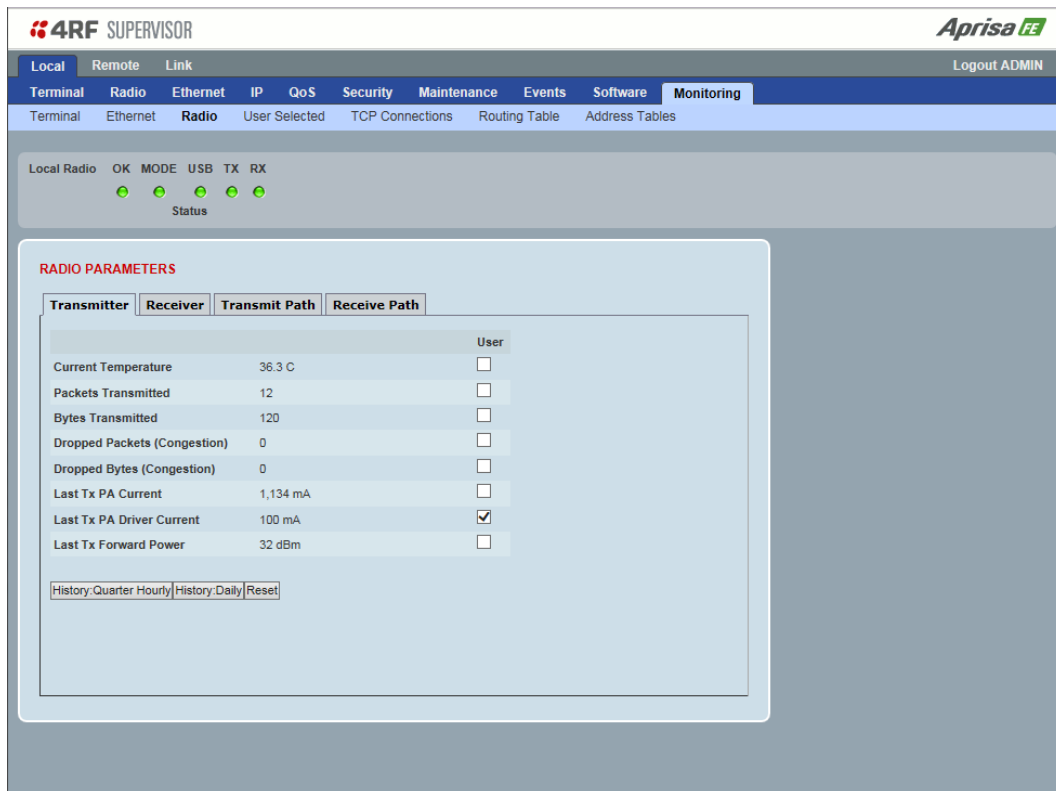 4RF SUPERVISOR
Aprisa FE
Local Remote Link Logout ADMIN
Terminal Radio Ethernet IP QoS Security Maintenance Events Software Monitoring
Terminal Ethernet Radio User Selected TCP Connections Routing Table Address Tables
Local Radio OK MODE USB TX RX
Status
RADIO PARAMETERS
Transmitter Receiver Transmit Path Receive Path
User
Current Temperature 36.3 C
Packets Transmitted 12
Bytes Transmitted 120
Dropped Packets (Congestion) 0
Dropped Bytes (Congestion) 0
Last Tx PA Current 1,134 mA
Last Tx PA Driver Current 100 mA
Last Tx Forward Power 32 dBm
History:Quarter Hourly History:Daily Reset